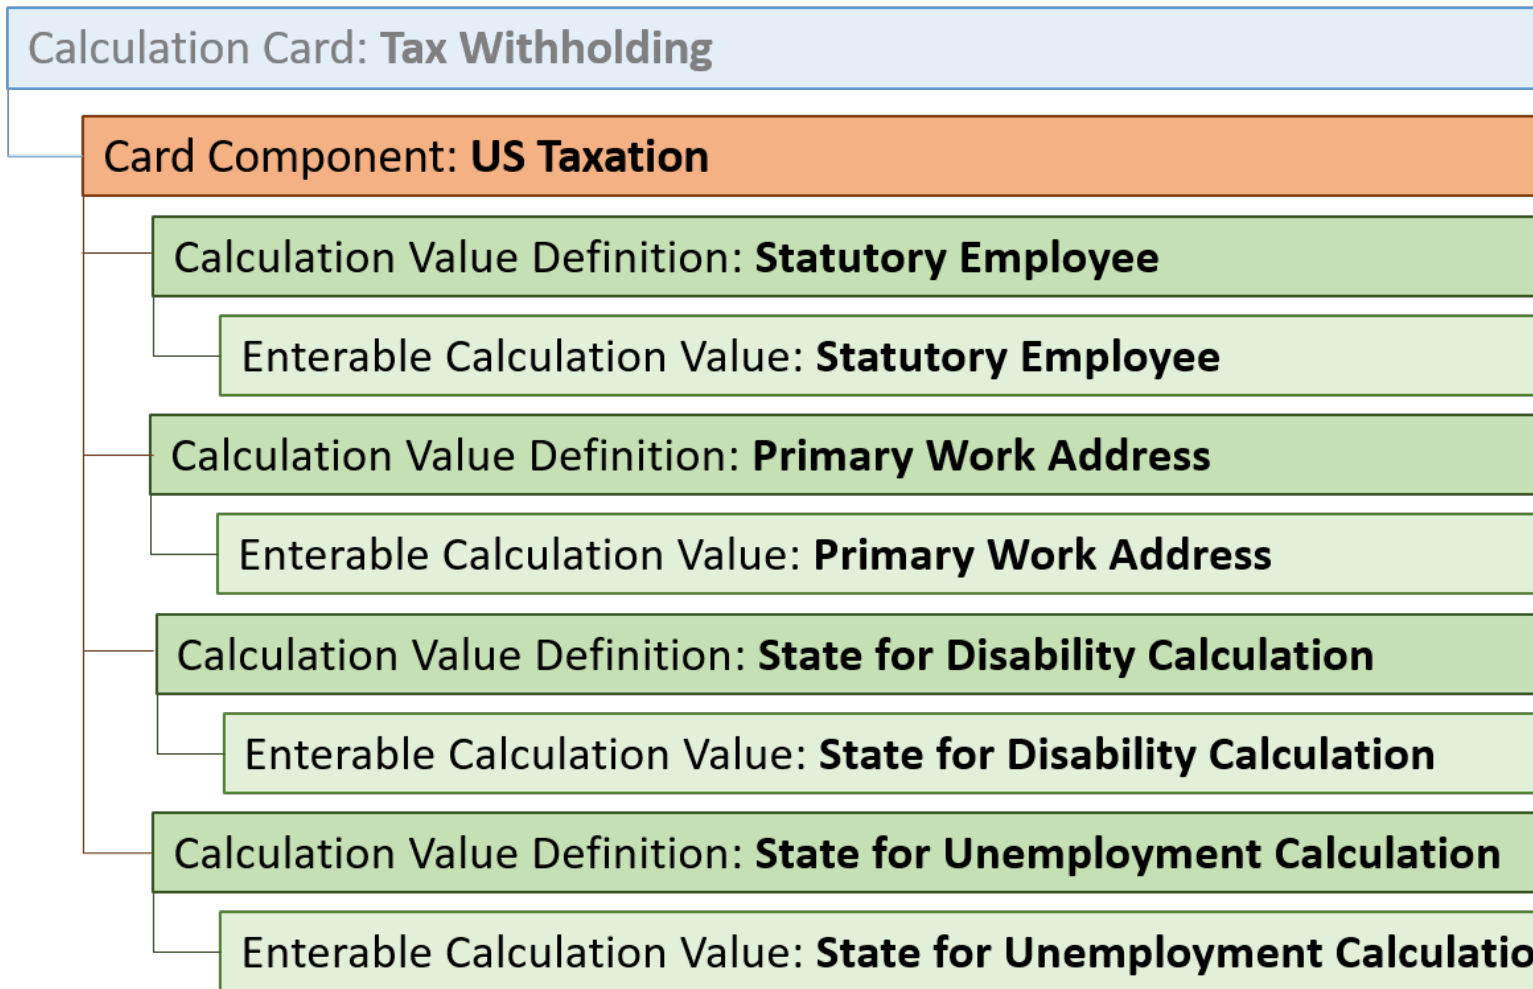 Calculation Card: Tax Withholding
Card Component: US Taxation
Calculation Value Definition: Statutory Employee
Enterable Calculation Value: Statutory Employee
Calculation Value Definition: Primary Work Address
Enterable Calculation Value: Primary Work Address
Calculation Value Definition: State for Disability Calculation
Enterable Calculation Value: State for Disability Calculation
Calculation Value Definition: State for Unemployment Calculation
Enterable Calculation Value: State for Unemployment Calculatio